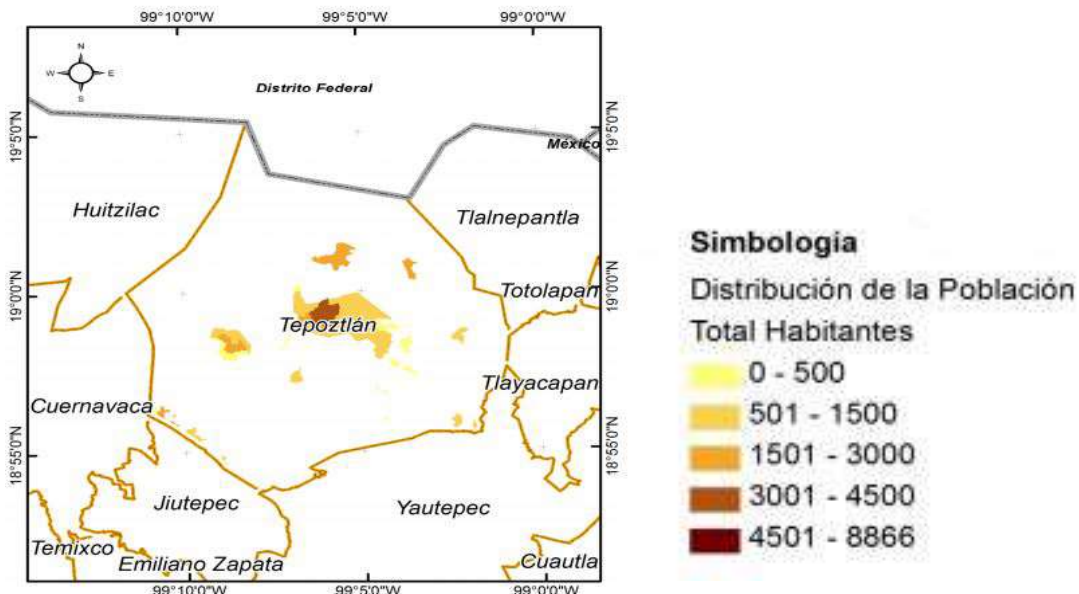 99°10'0"W 99°5'0"W 99°0'0"W
N
W E
S
Distrito Federal
19°5'0"N 19°5'0"N
México
Huitzilac
Tlalnepantla
19°0'0"N 19°0'0"N
Totolapan
Tepoztlán
Tlayacapan
Cuernavaca
18°55'0"N 18°55'0"N
Jiutepec
Yautepec
Temixco
Emiliano Zapata
Cuautla
99°10'0"W 99°5'0"W 99°0'0"W
Simbologia
Distribución de la Población
Total Habitantes
0 - 500
501 - 1500
1501 - 3000
3001 - 4500
4501 - 8866